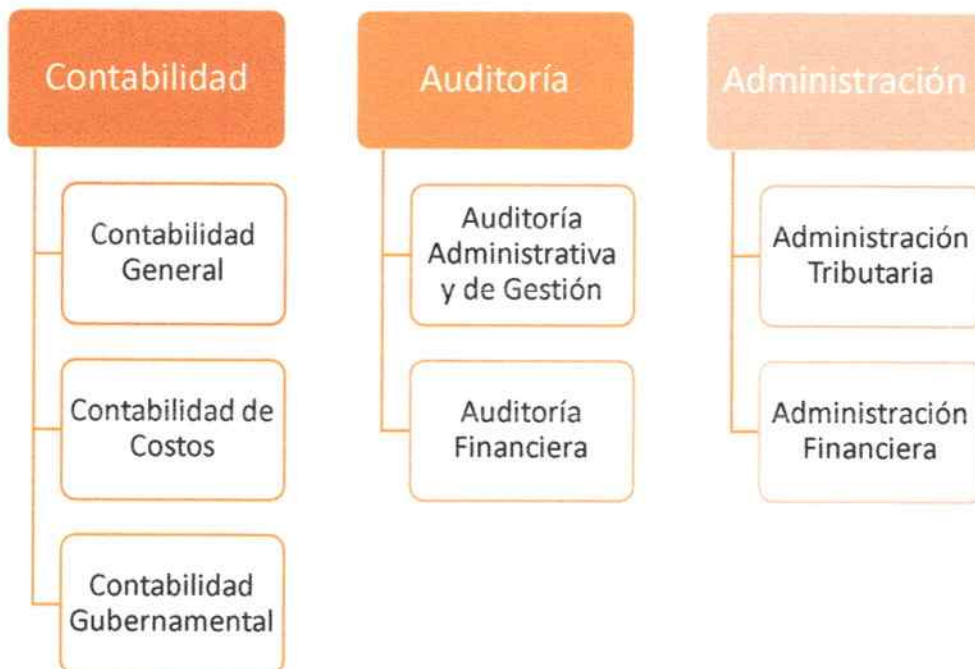 Contabilidad
Contabilidad
General
Contabilidad de
Costos
Contabilidad
Gubernamental
Auditoría
Auditoría
Administrativa
y de Gestión
Auditoría
Financiera
Administración
Administración
Tributaria
Administración
Financiera